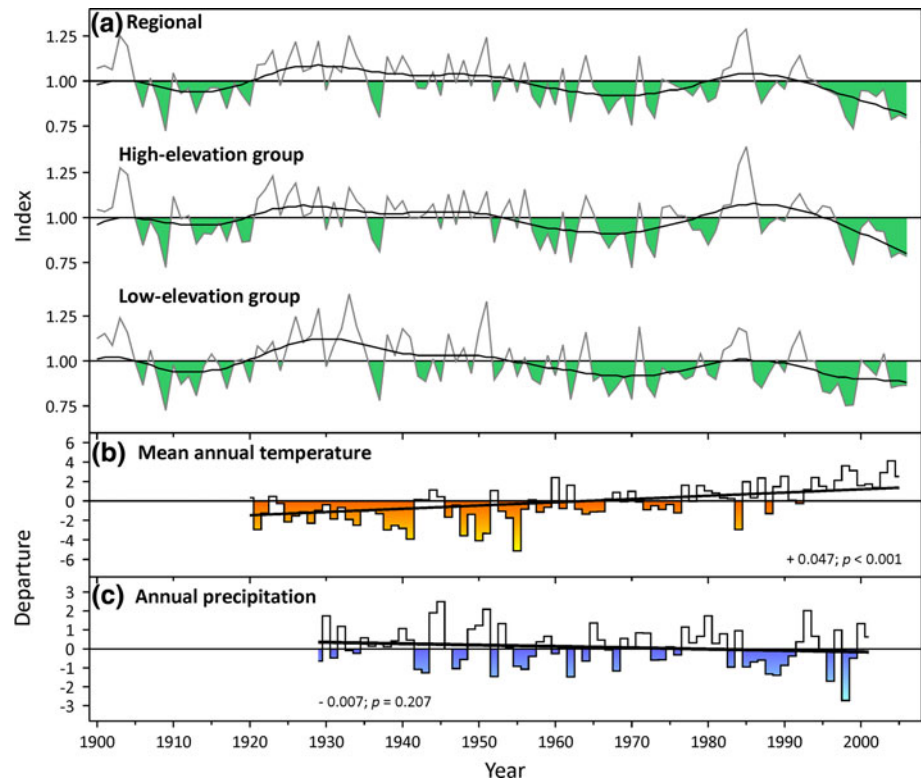 (a) Regional
1.25
1.00
0.75
High-elevation group
1.25
1.00
0.75
Index
Low-elevation group
1.25
1.00
0.75
(b) Mean annual temperature
6
4
2
0
-2
-4
-6
+ 0.047; p < 0.001
Departure
(c) Annual precipitation
3
2
1
0
-1
-2
-3
- 0.007; p = 0.207
1900 1910 1920 1930 1940 1950 1960 1970 1980 1990 2000
Year